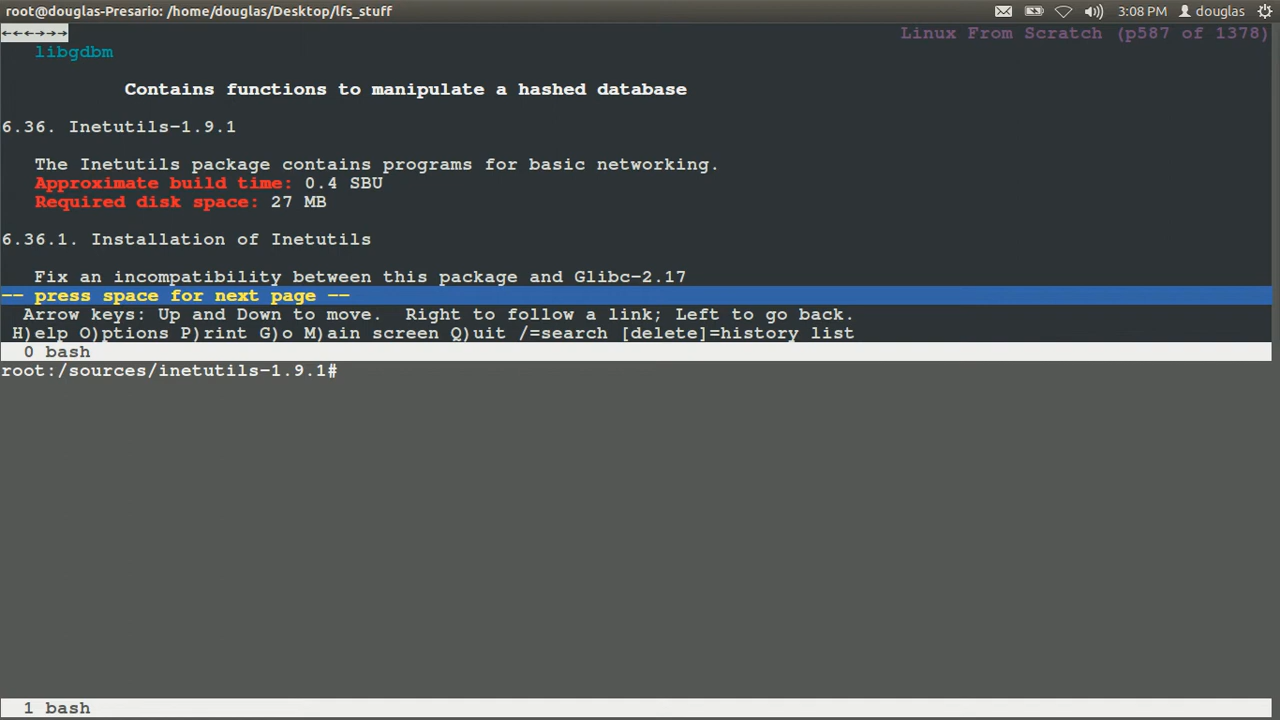 root@douglas-Presario: /home/douglas/Desktop/lfs_stuff
3:08 PM
douglas
←←←→→→
Linux From Scratch (p587 of 1378)
libgdbm
Contains functions to manipulate a hashed database
6.36. Inetutils-1.9.1
The Inetutils package contains programs for basic networking.
Approximate build time: 0.4 SBU
Required disk space: 27 MB
6.36.1. Installation of Inetutils
Fix an incompatibility between this package and Glibc-2.17
-- press space for next page --
Arrow keys: Up and Down to move.  Right to follow a link; Left to go back.
H)elp O)ptions P)rint G)o M)ain screen Q)uit /=search [delete]=history list
0 bash
root:/sources/inetutils-1.9.1#
1 bash